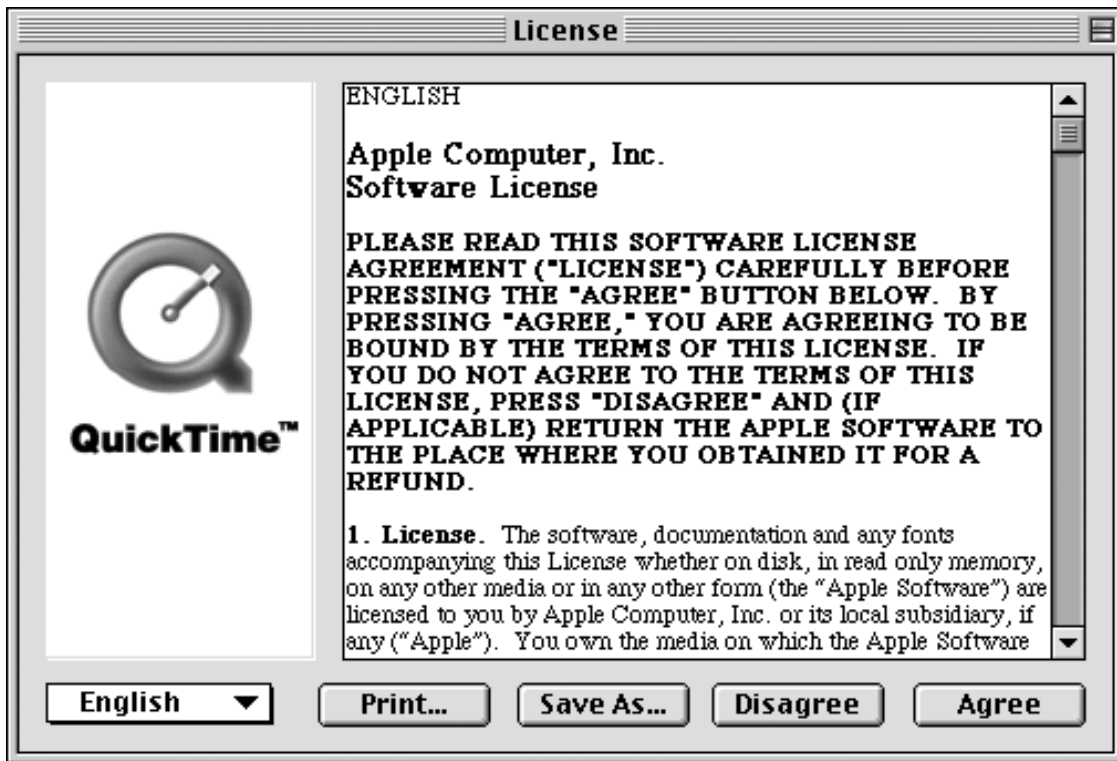 License
ENGLISH
Apple Computer, Inc.
Software License
PLEASE READ THIS SOFTWARE LICENSE
AGREEMENT ("LICENSE") CAREFULLY BEFORE
PRESSING THE "AGREE" BUTTON BELOW.  BY
PRESSING "AGREE," YOU ARE AGREEING TO BE
BOUND BY THE TERMS OF THIS LICENSE.  IF
YOU DO NOT AGREE TO THE TERMS OF THIS
LICENSE, PRESS "DISAGREE" AND (IF
APPLICABLE) RETURN THE APPLE SOFTWARE TO
THE PLACE WHERE YOU OBTAINED IT FOR A
REFUND.
1. License.  The software, documentation and any fonts
accompanying this License whether on disk, in read only memory,
on any other media or in any other form (the “Apple Software”) are
licensed to you by Apple Computer, Inc. or its local subsidiary, if
any (“Apple”).  You own the media on which the Apple Software
QuickTime™
English
Print...
Save As...
Disagree
Agree